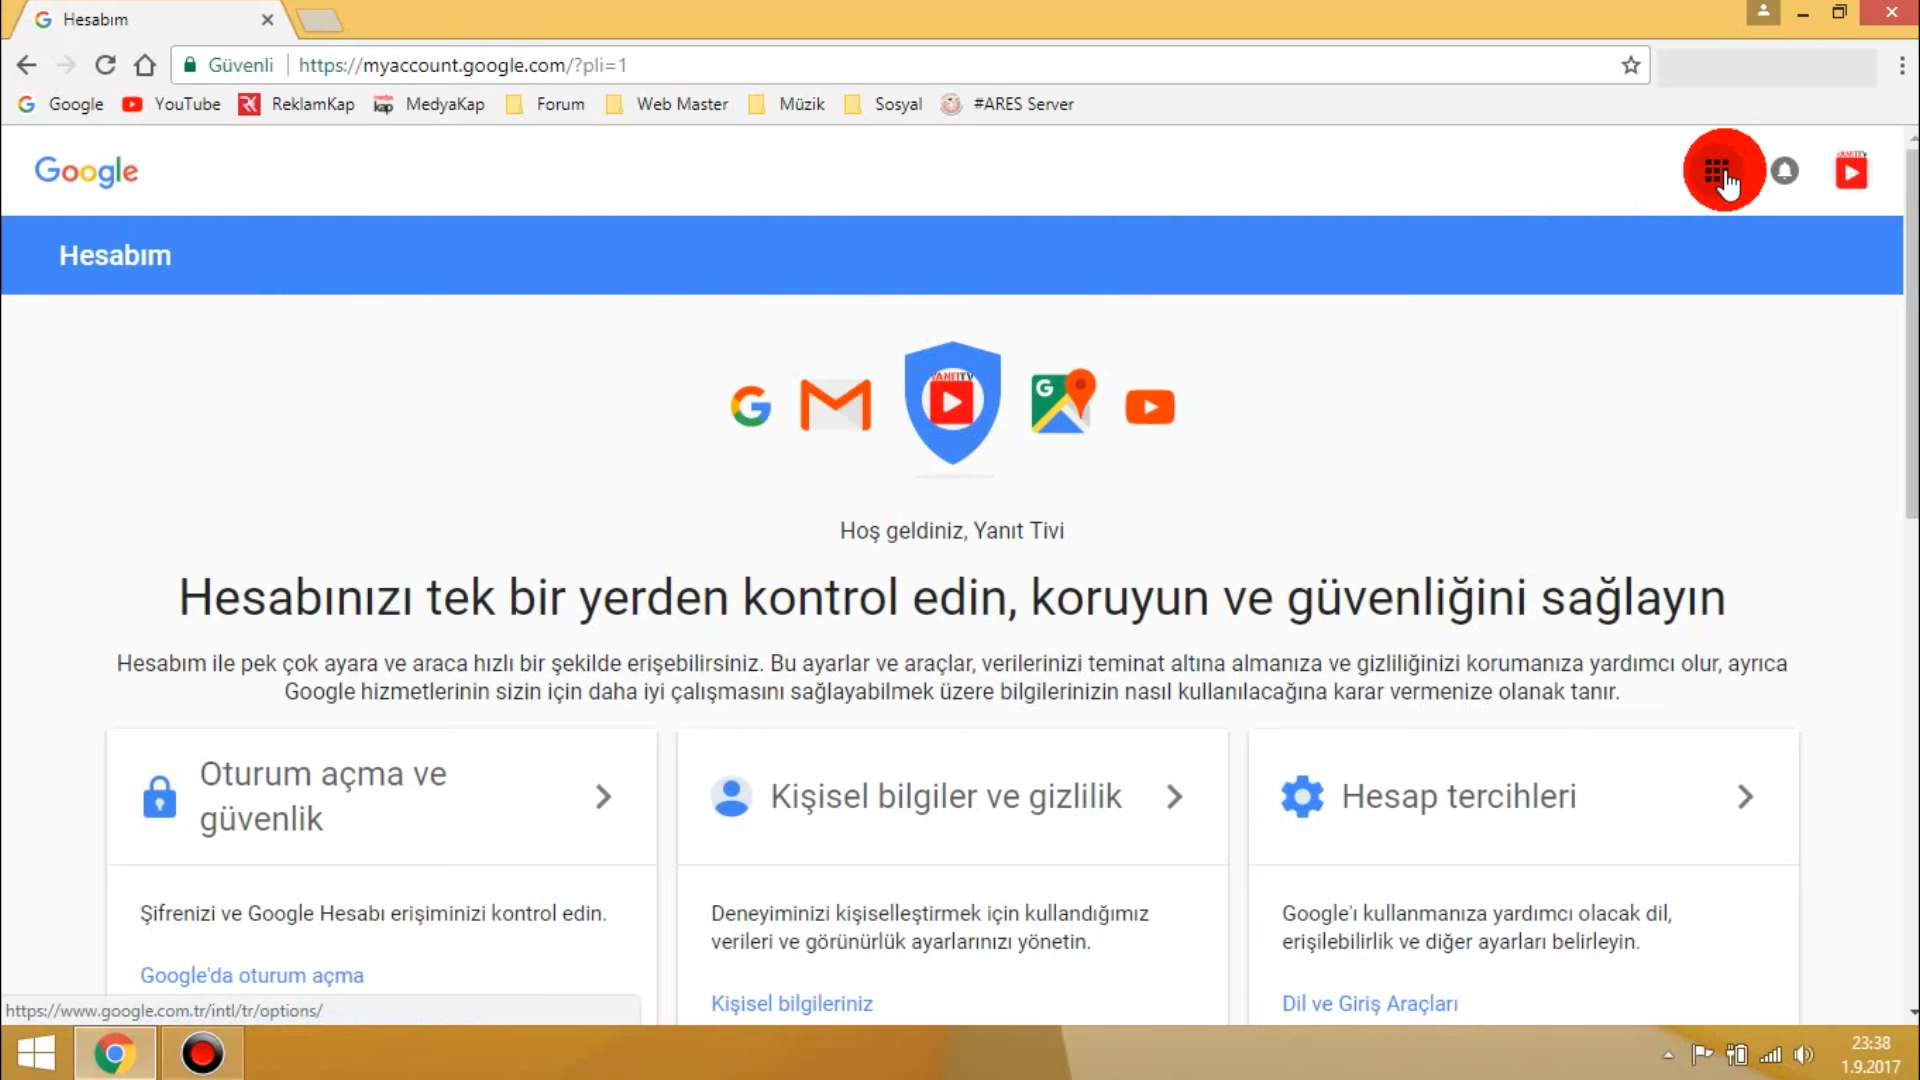 Hesabım
Güvenli
https://myaccount.google.com/?pli=1
Google
YouTube
ReklamKap
MedyaKap
Forum
Web Master
Müzik
Sosyal
#ARES Server
Google
Hesabım
Hoş geldiniz, Yanıt Tivi
Hesabınızı tek bir yerden kontrol edin, koruyun ve güvenliğini sağlayın
Hesabım ile pek çok ayara ve araca hızlı bir şekilde erişebilirsiniz. Bu ayarlar ve araçlar, verilerinizi teminat altına almanıza ve gizliliğinizi korumanıza yardımcı olur, ayrıca
Google hizmetlerinin sizin için daha iyi çalışmasını sağlayabilmek üzere bilgilerinizin nasıl kullanılacağına karar vermenize olanak tanır.
Oturum açma ve
güvenlik
Şifrenizi ve Google Hesabı erişiminizi kontrol edin.
Google'da oturum açma
Kişisel bilgiler ve gizlilik
Deneyiminizi kişiselleştirmek için kullandığımız
verileri ve görünürlük ayarlarınızı yönetin.
Kişisel bilgileriniz
Hesap tercihleri
Google'ı kullanmanıza yardımcı olacak dil,
erişilebilirlik ve diğer ayarları belirleyin.
Dil ve Giriş Araçları
https://www.google.com.tr/intl/tr/options/
23:38
1.9.2017